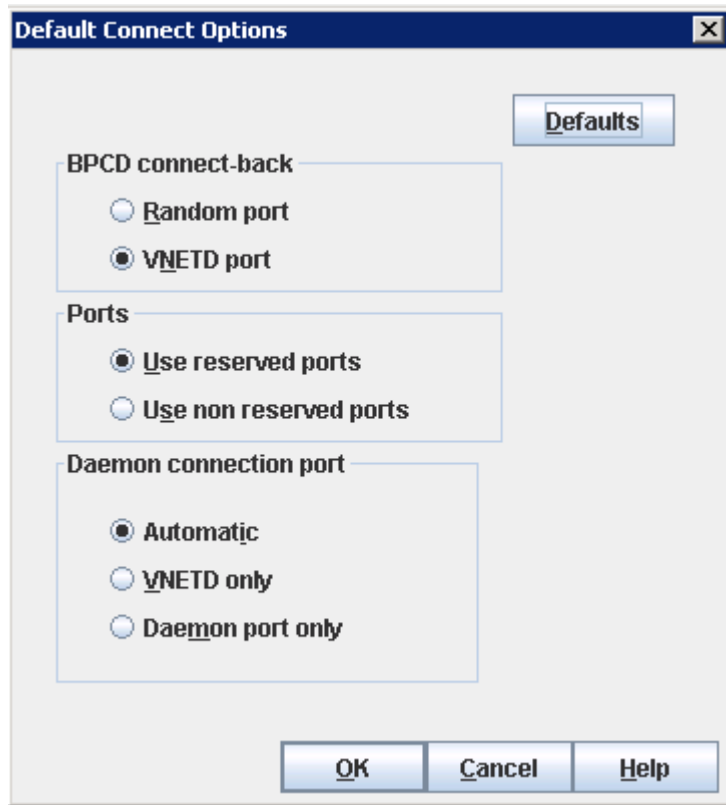 Default Connect Options
Defaults
BPCD connect-back
Random port
VNETD port
Ports
Use reserved ports
Use non reserved ports
Daemon connection port
Automatic
VNETD only
Daemon port only
OK Cancel Help